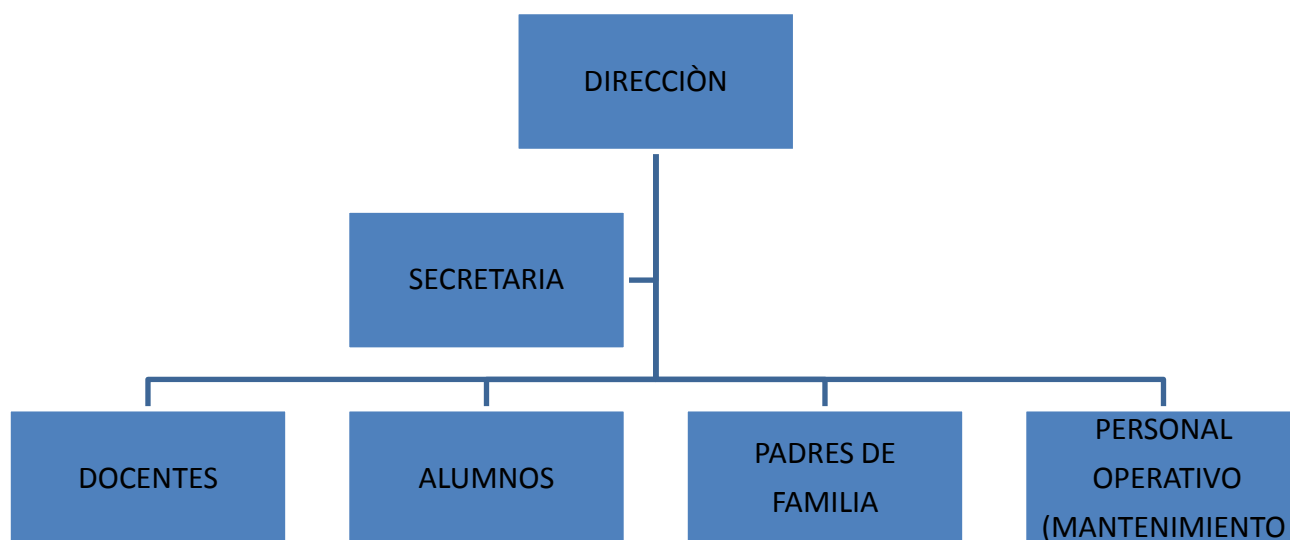 DIRECCIÒN
SECRETARIA
DOCENTES
ALUMNOS
PADRES DE
FAMILIA
PERSONAL
OPERATIVO
(MANTENIMIENTO